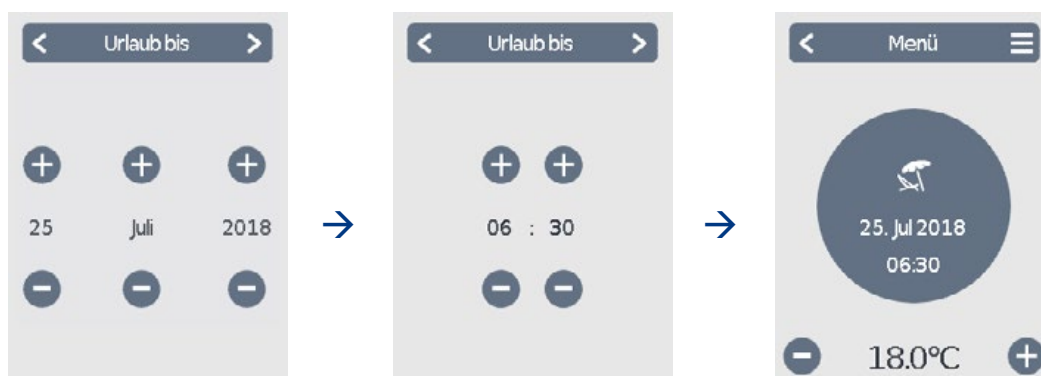 Urlaub bis
25 Juli 2018
Urlaub bis
06 : 30
Menü
25. Jul 2018
06:30
18.0°C